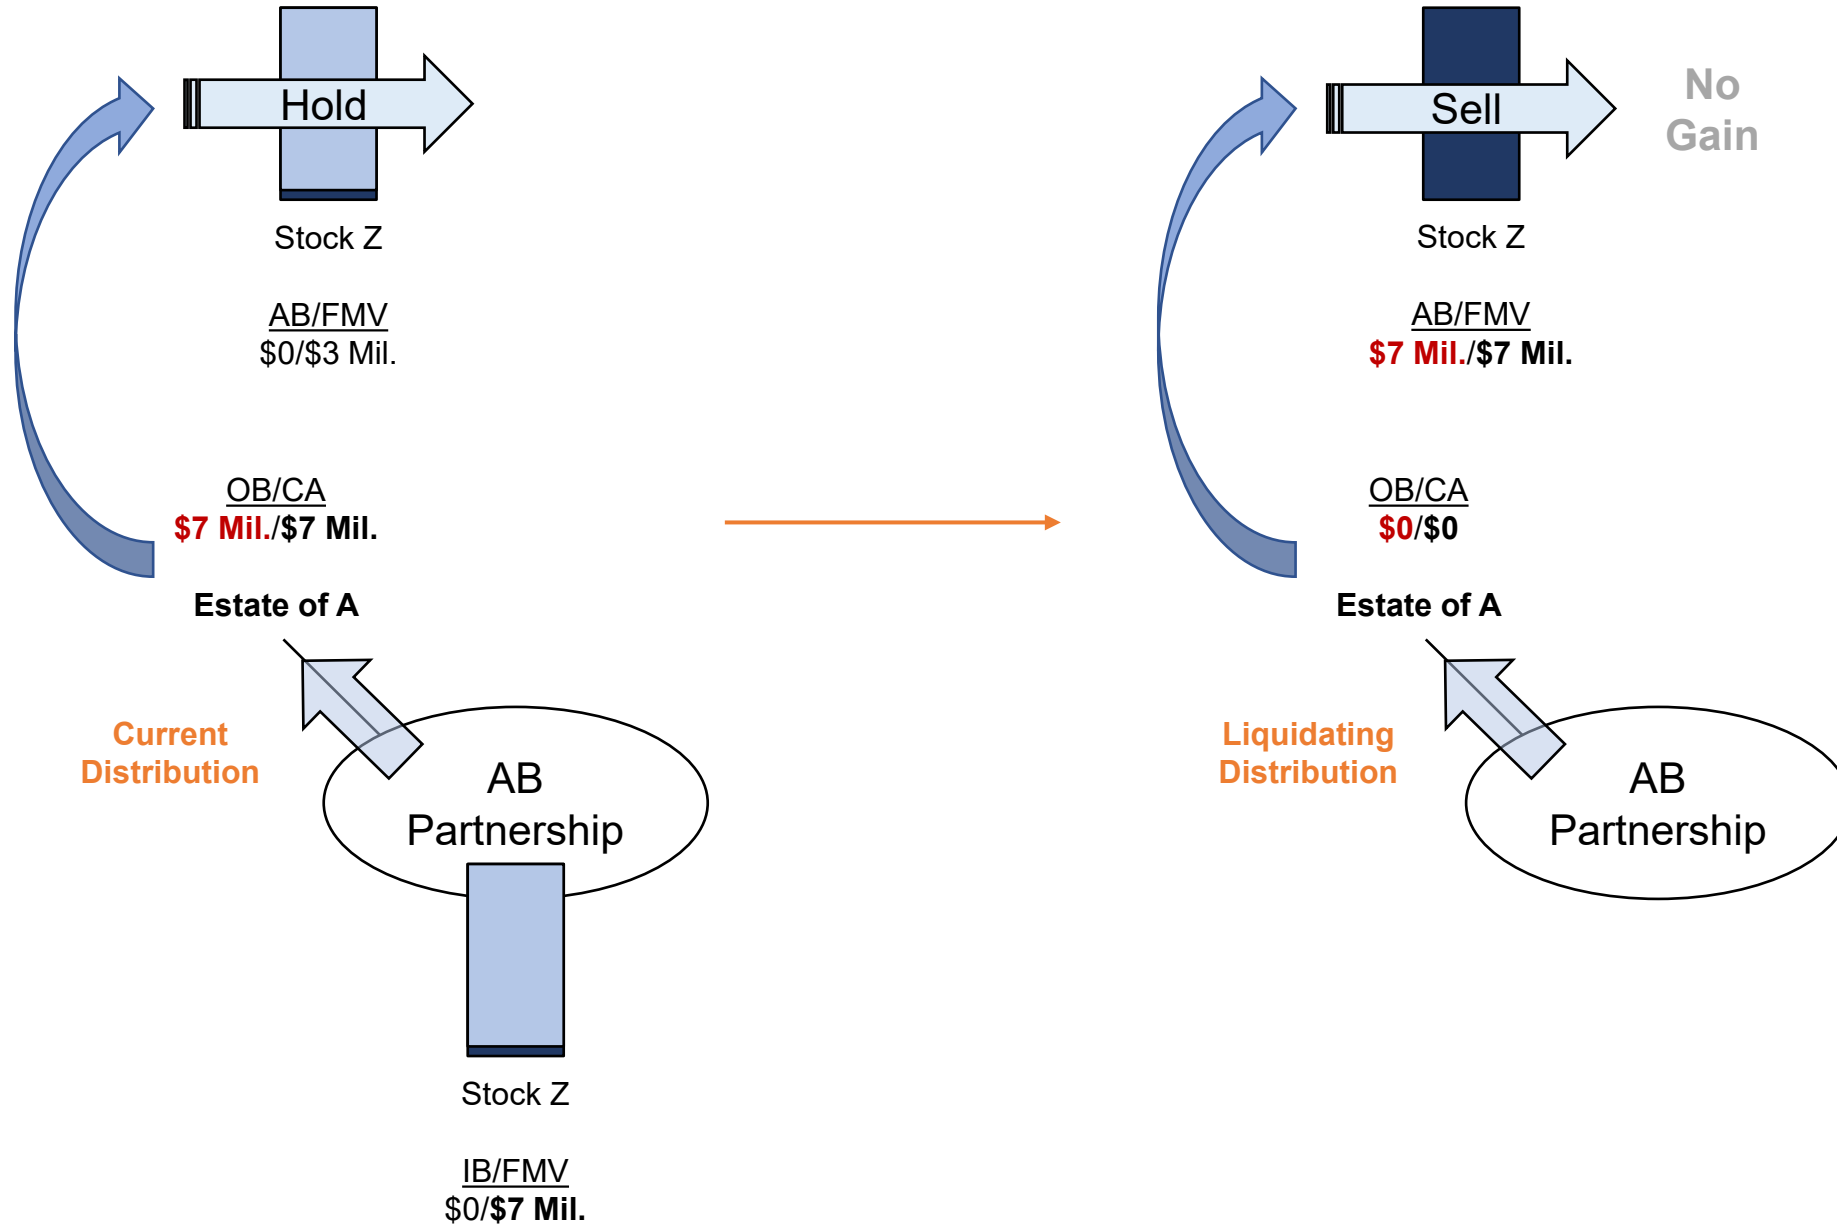 Hold
Stock Z
AB/FMV
$0/$3 Mil.
OB/CA
$7 Mil./$7 Mil.
Estate of A
Current
Distribution
AB
Partnership
Stock Z
IB/FMV
$0/$7 Mil.
Sell
No
Gain
Stock Z
AB/FMV
$7 Mil./$7 Mil.
OB/CA
$0/$0
Estate of A
Liquidating
Distribution
AB
Partnership